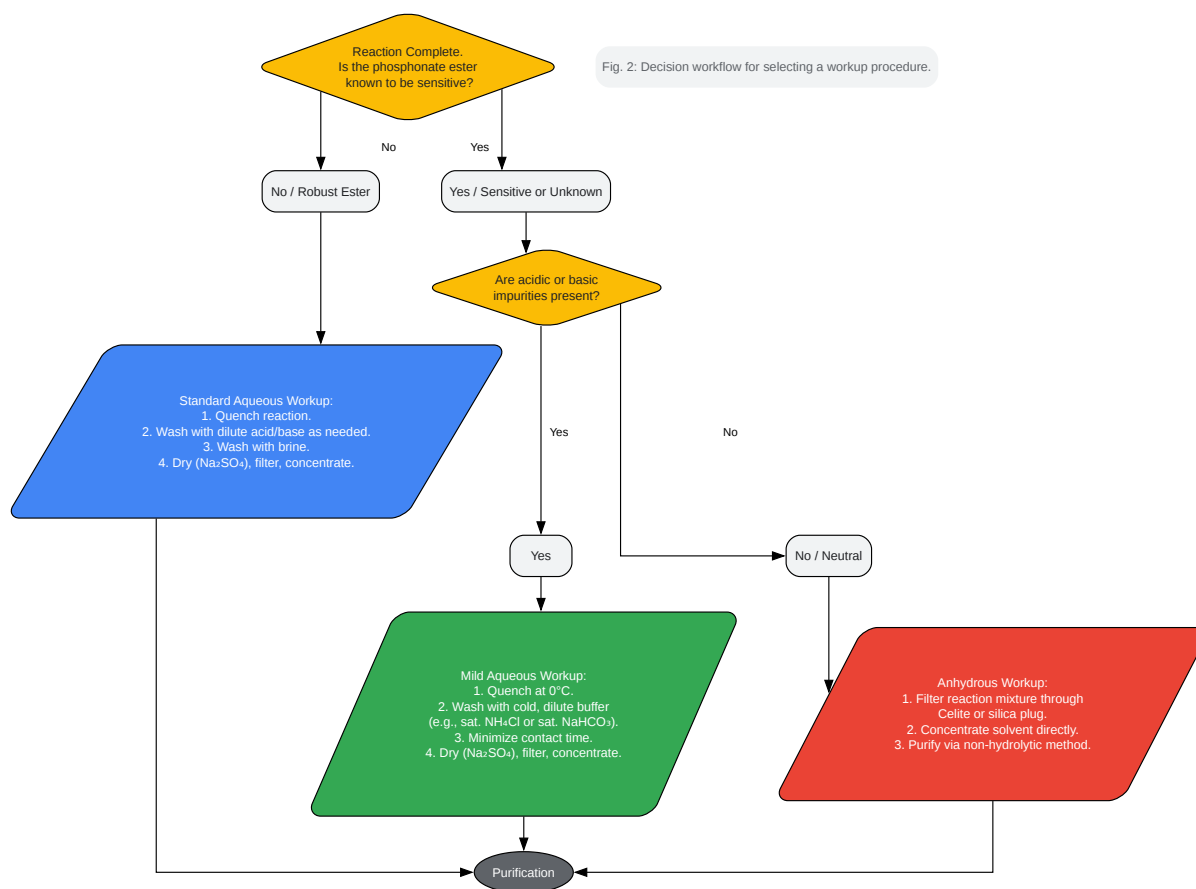 Reaction Complete.
Is the phosphonate ester
known to be sensitive?
Fig. 2: Decision workflow for selecting a workup procedure.
No
Yes
No / Robust Ester
Yes / Sensitive or Unknown
Are acidic or basic
impurities present?
Standard Aqueous Workup:
1. Quench reaction.
2. Wash with dilute acid/base as needed.
3. Wash with brine.
4. Dry (Na₂SO₄), filter, concentrate.
Yes
No
Yes
No / Neutral
Mild Aqueous Workup:
1. Quench at 0°C.
2. Wash with cold, dilute buffer
(e.g., sat. NH₄Cl or sat. NaHCO₃).
3. Minimize contact time.
4. Dry (Na₂SO₄), filter, concentrate.
Anhydrous Workup:
1. Filter reaction mixture through
Celite or silica plug.
2. Concentrate solvent directly.
3. Purify via non-hydrolytic method.
Purification